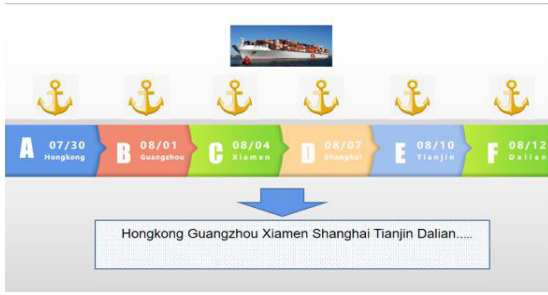 A 07/30 Hongkong
B 08/01 Guangzhou
C 08/04 Xiamen
D 08/07 Shanghai
E 08/10 Tianjin
F 08/12 Dalian
Hongkong Guangzhou Xiamen Shanghai Tianjin Dalian.....